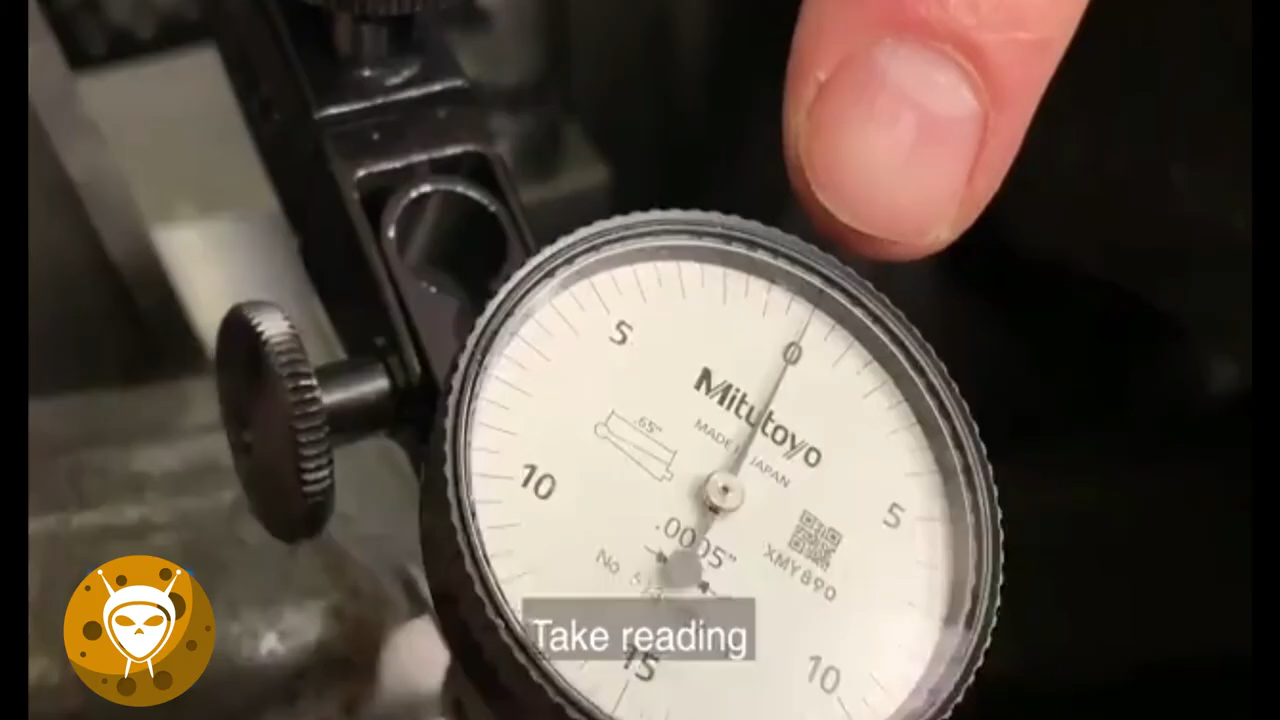 0
5
Mitutoyo
MADE IN JAPAN
.65"
10
5
.0005"
XMY890
No.
Take reading
15
10